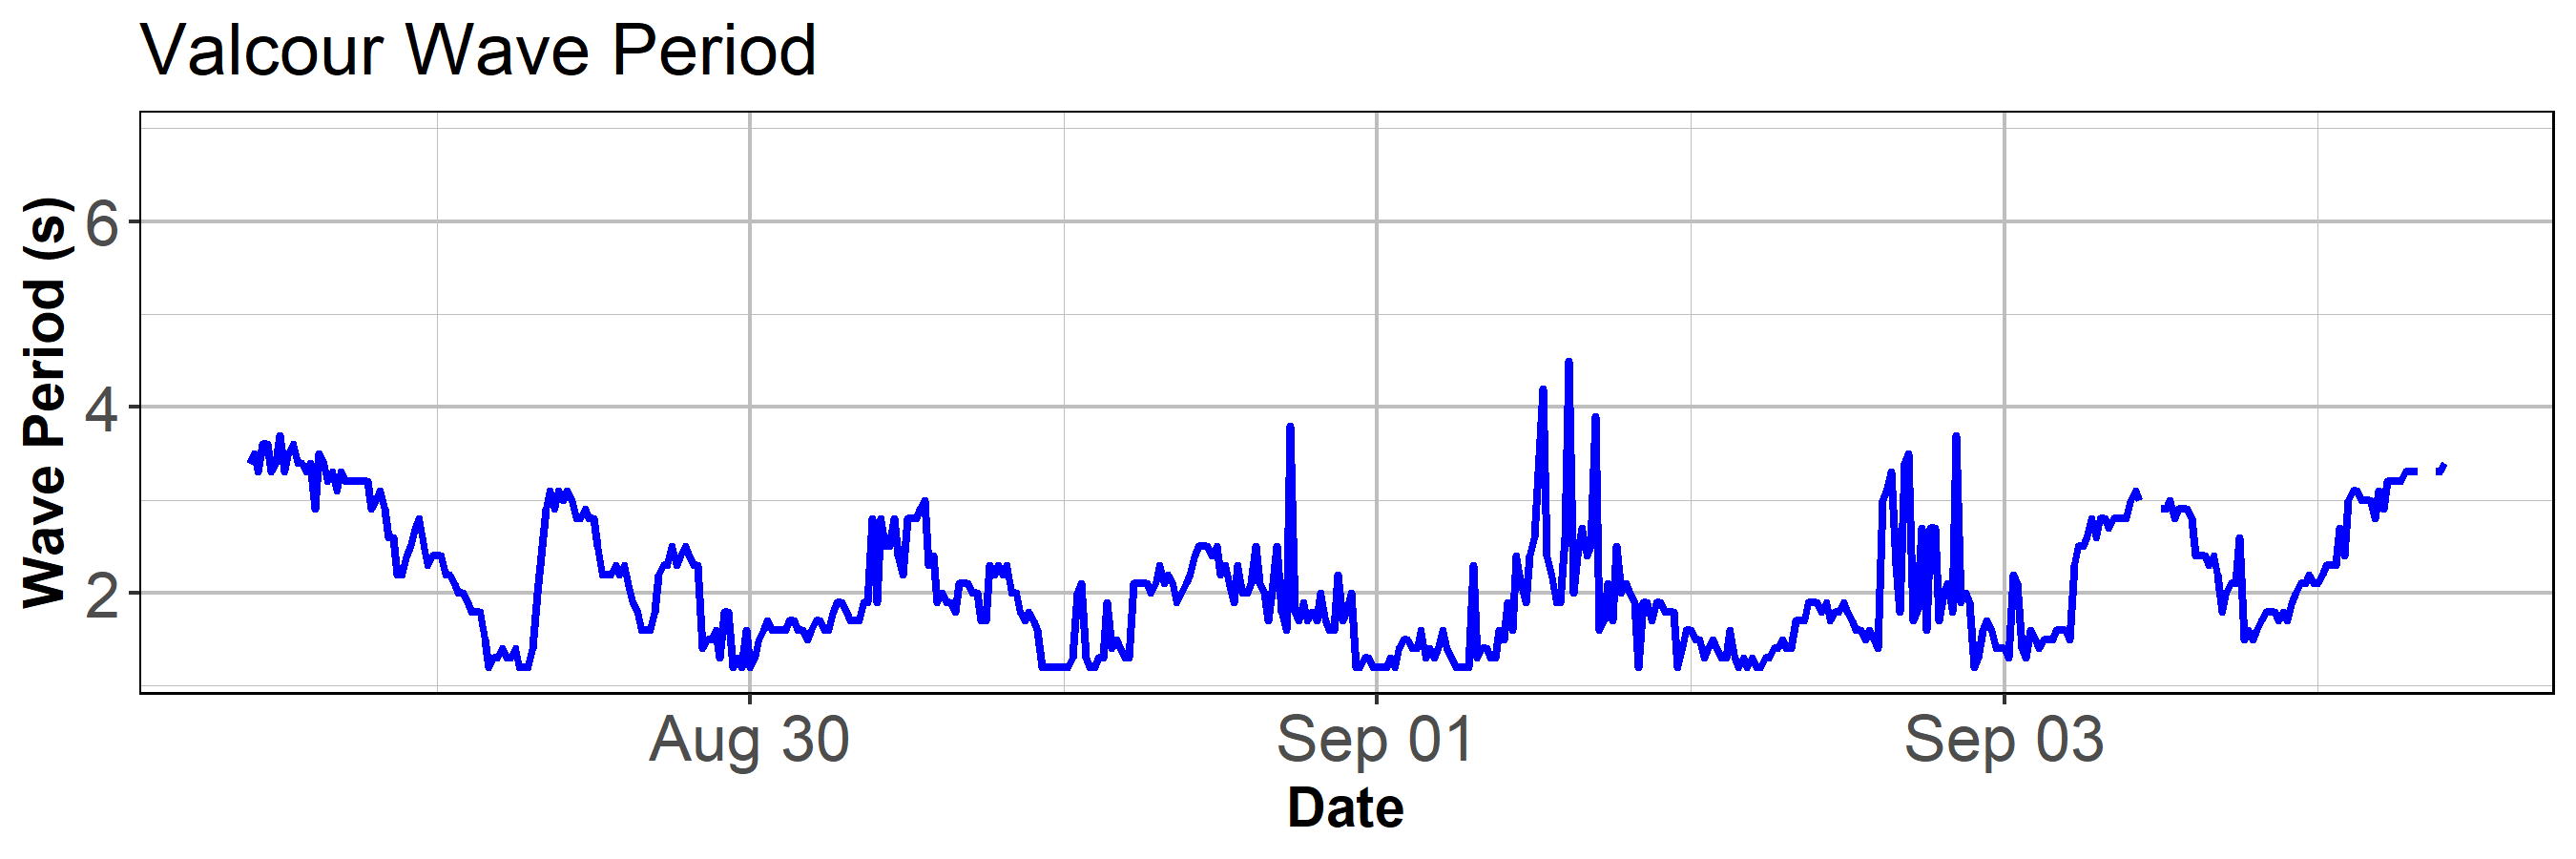 Valcour Wave Period
Wave Period (s)
6
4
2
Aug 30
Sep 01
Sep 03
Date